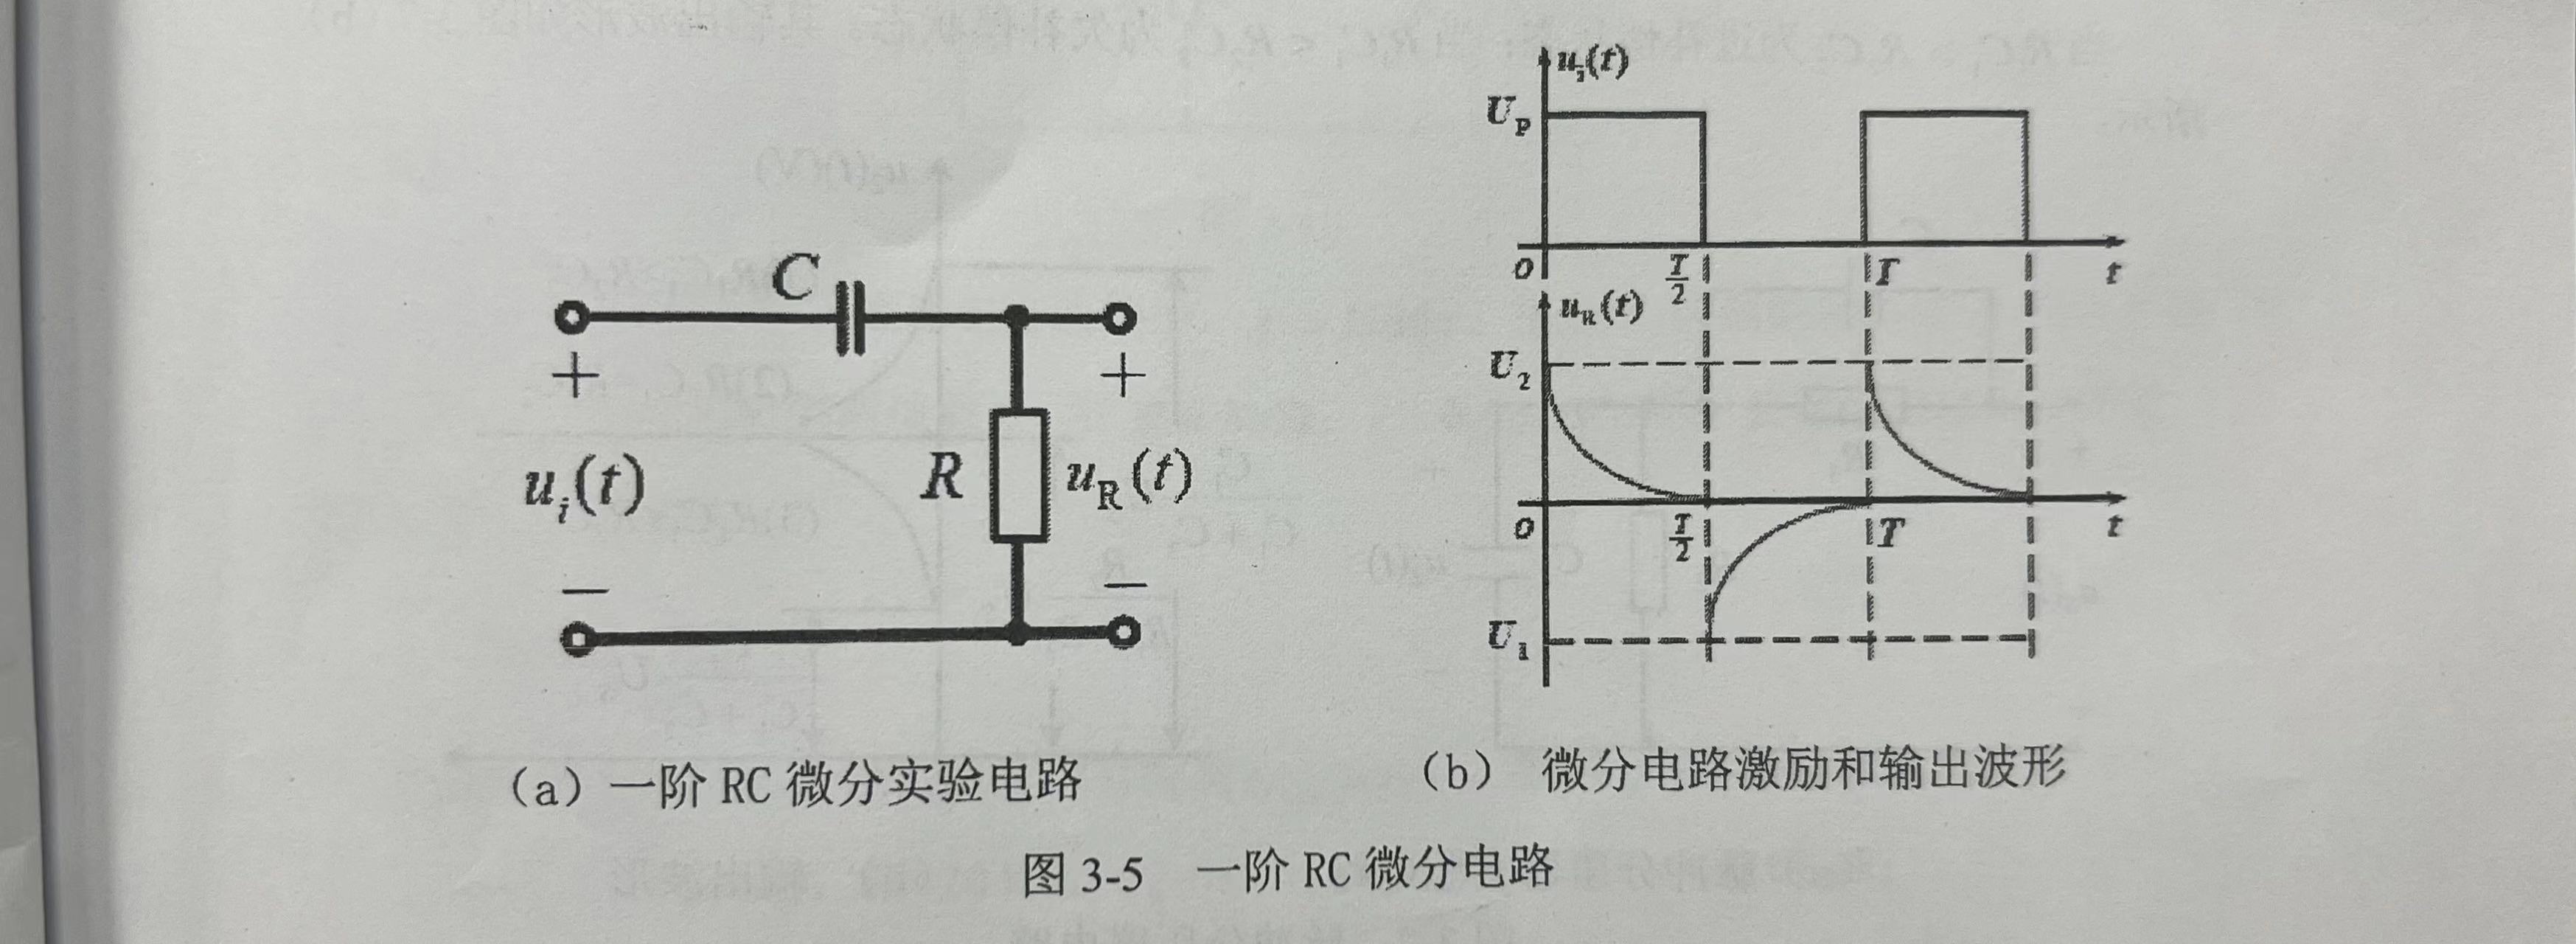 C
+
+
u_i(t)
R
u_R(t)
−
−
u_i(t)
U_P
O
T/2
T
t
u_R(t)
U_2
O
T/2
T
t
U_1
(a) 一阶 RC 微分实验电路
(b) 微分电路激励和输出波形
图 3-5 一阶 RC 微分电路